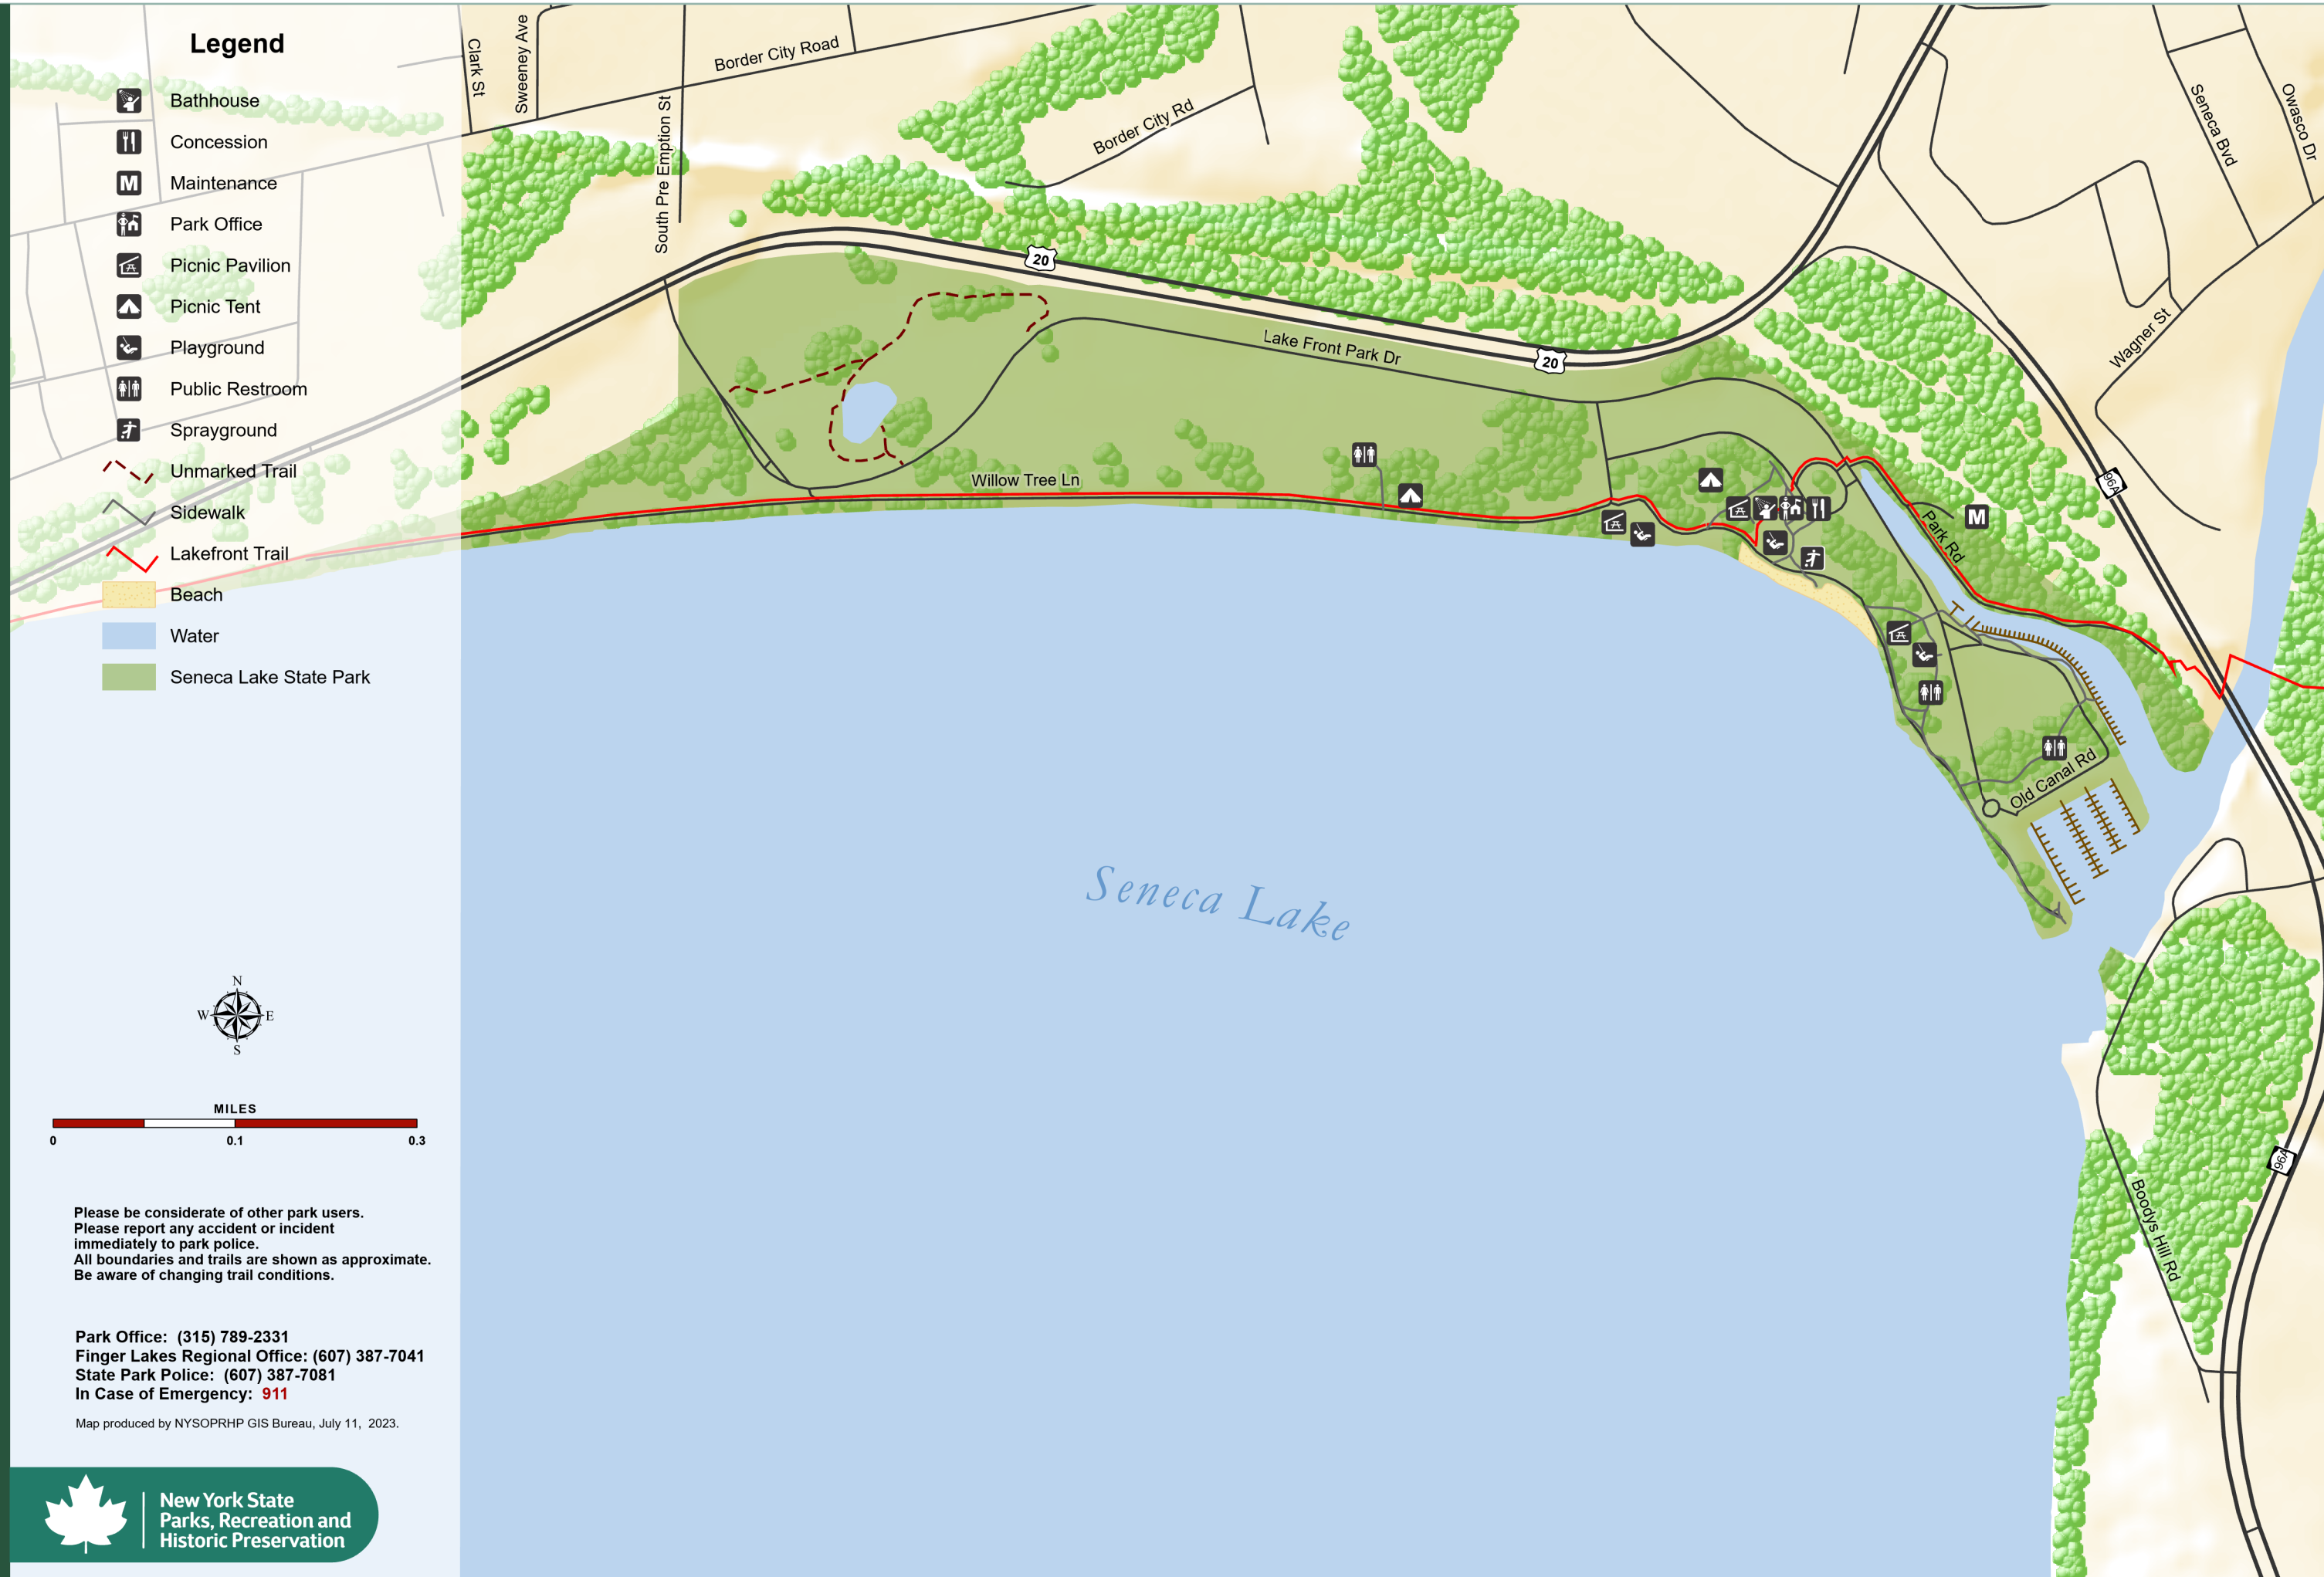 Legend
Bathhouse
Concession
M
Maintenance
Park Office
Picnic Pavilion
Picnic Tent
Playground
Public Restroom
Sprayground
Unmarked Trail
Sidewalk
Lakefront Trail
Beach
Water
Seneca Lake State Park
N
W
E
S
MILES
0
0.1
0.3
Please be considerate of other park users.
Please report any accident or incident
immediately to park police.
All boundaries and trails are shown as approximate.
Be aware of changing trail conditions.
Park Office: (315) 789-2331
Finger Lakes Regional Office: (607) 387-7041
State Park Police: (607) 387-7081
In Case of Emergency: 911
Map produced by NYSOPRHP GIS Bureau, July 11, 2023.
New York State
Parks, Recreation and
Historic Preservation
Clark St
Sweeney Ave
Border City Road
South Pre Emption St
Border City Rd
Seneca Bvd
Owasco Dr
20
Lake Front Park Dr
20
Wagner St
Willow Tree Ln
96A
M
Park Rd
Old Canal Rd
Seneca Lake
96A
Boodys Hill Rd